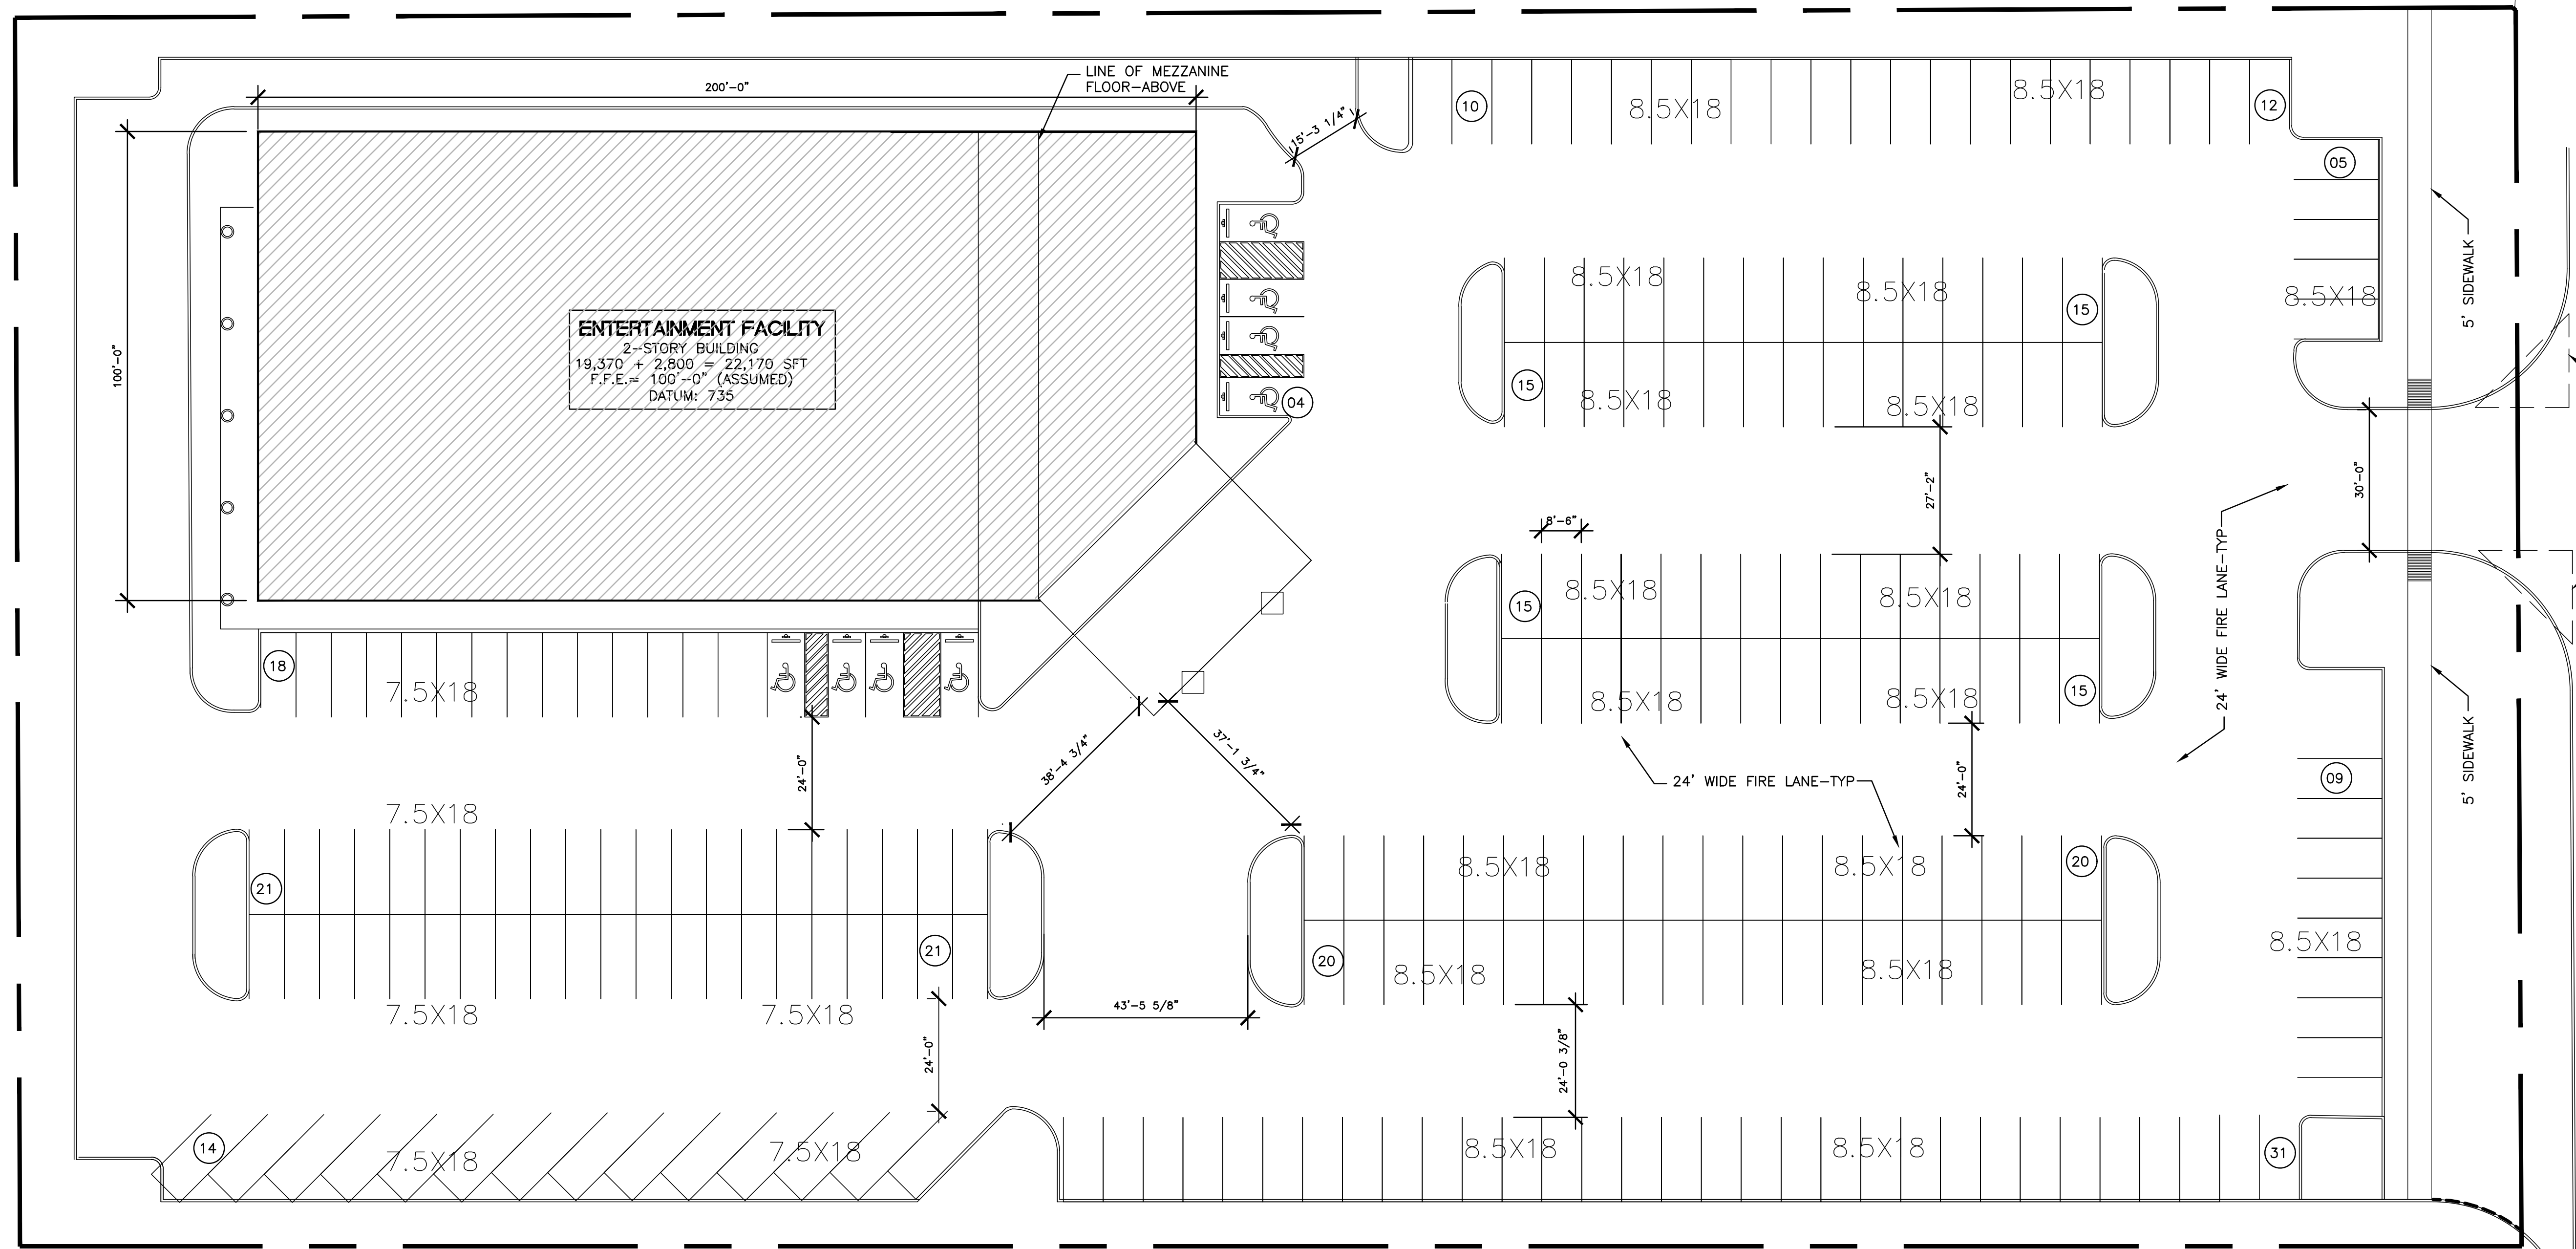 LINE OF MEZZANINE
FLOOR-ABOVE
200'-0"
100'-0"
15'-3 1/4"
10
8.5X18
8.5X18
12
05
8.5X18
5' SIDEWALK
ENTERTAINMENT FACILITY
2-STORY BUILDING
19,370 + 2,800 = 22,170 SFT
F.F.E.= 100'-0" (ASSUMED)
DATUM: 735
04
8.5X18
8.5X18
15
15
8.5X18
8.5X18
27'-2"
30'-0"
8'-6"
24' WIDE FIRE LANE-TYP
15
8.5X18
8.5X18
8.5X18
8.5X18
15
18
7.5X18
24'-0"
38'-4 3/4"
37'-1 3/4"
24' WIDE FIRE LANE-TYP
24'-0"
5' SIDEWALK
09
8.5X18
7.5X18
21
21
7.5X18
7.5X18
24'-0"
43'-5 5/8"
8.5X18
8.5X18
20
20
8.5X18
8.5X18
24'-0 3/8"
14
7.5X18
7.5X18
8.5X18
8.5X18
31